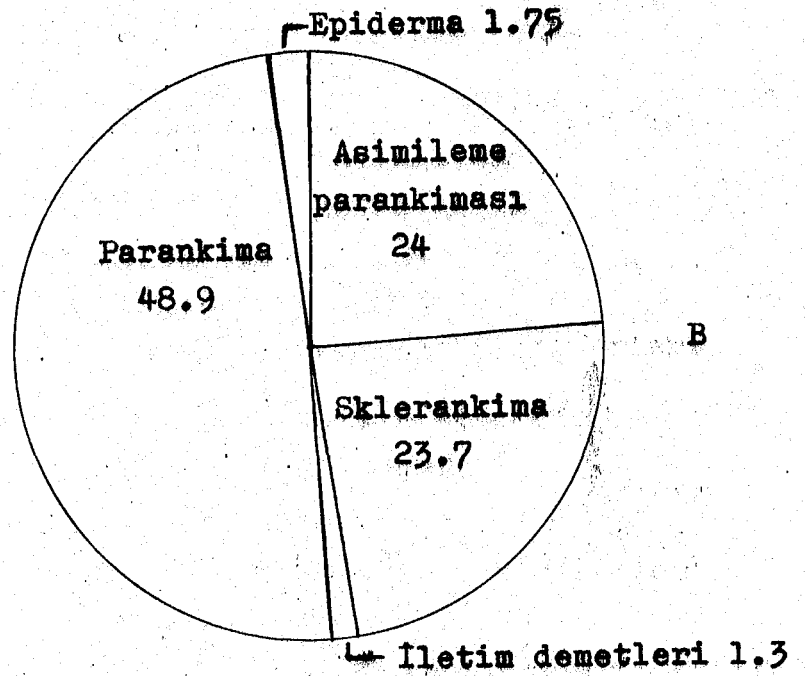 Epiderma 1.75
Asimileme
parankiması
24
Parankima
48.9
B
Sklerankima
23.7
İletim demetleri 1.3